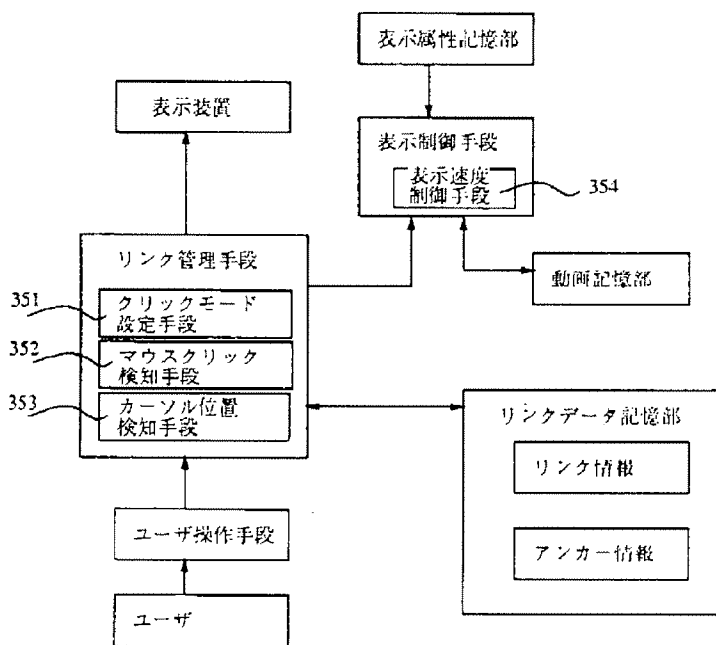 表示属性記憶部
表示装置
表示制御手段
表示速度
制御手段
354
リンク管理手段
動画記憶部
351
クリックモード
設定手段
352
マウスクリック
検知手段
353
カーソル位置
検知手段
リンクデータ記憶部
リンク情報
アンカー情報
ユーザ操作手段
ユーザ